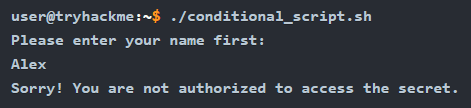 user@tryhackme:~$ ./conditional_script.sh
Please enter your name first:
Alex
Sorry! You are not authorized to access the secret.